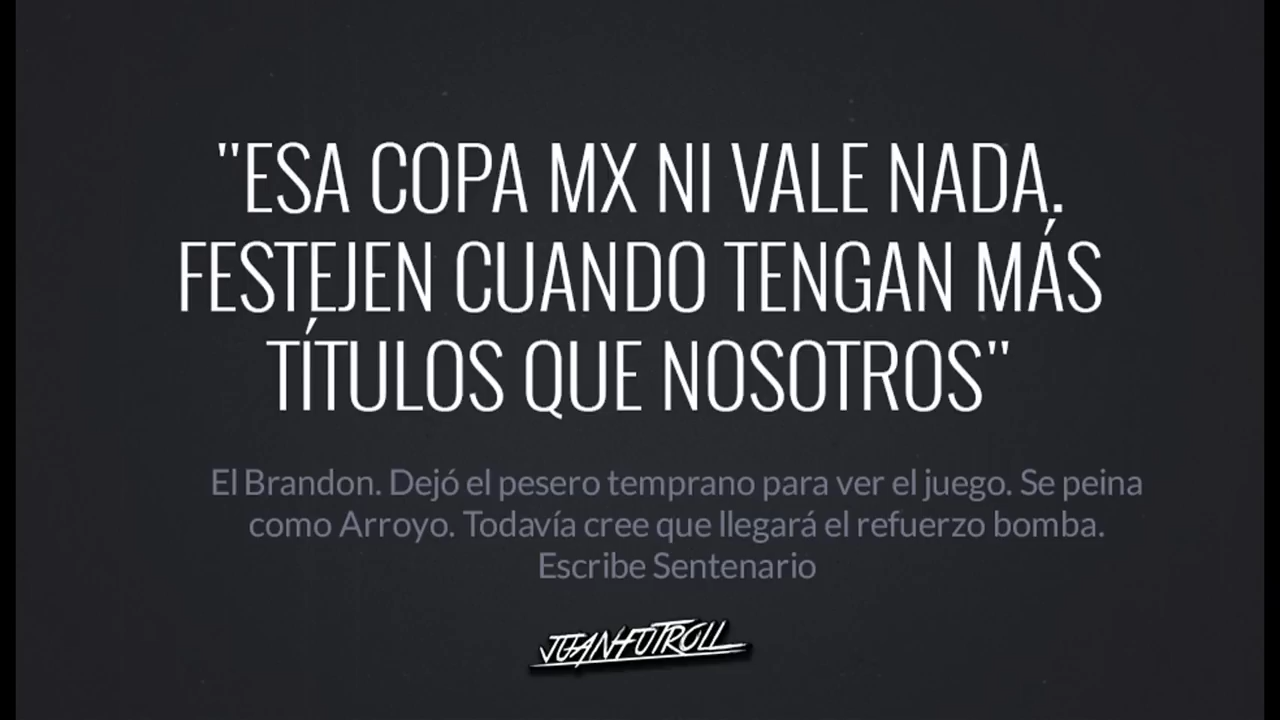 "ESA COPA MX NI VALE NADA.
FESTEJEN CUANDO TENGAN MÁS
TÍTULOS QUE NOSOTROS"
El Brandon. Dejó el pesero temprano para ver el juego. Se peina
como Arroyo. Todavía cree que llegará el refuerzo bomba.
Escribe Sentenario
JUANFUTROLL